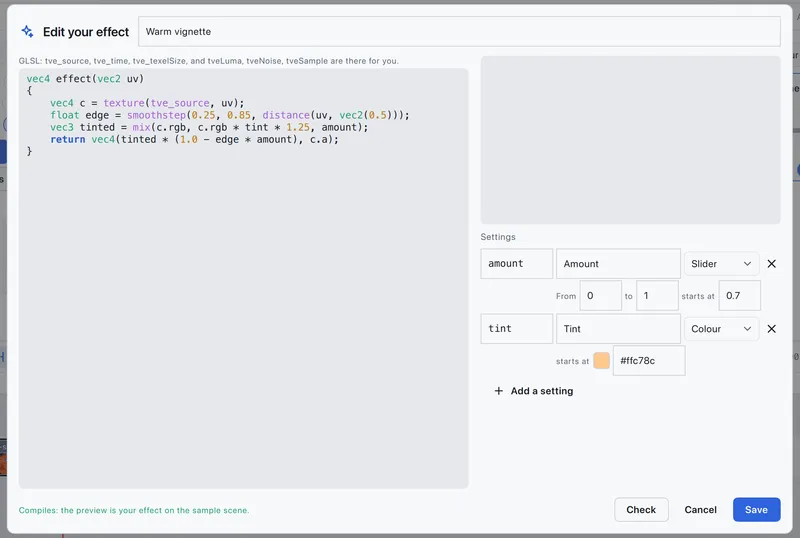 Edit your effect
Warm vignette
GLSL: tve_source, tve_time, tve_texelSize, and tveLuma, tveNoise, tveSample are there for you.
vec4 effect(vec2 uv)
{
    vec4 c = texture(tve_source, uv);
    float edge = smoothstep(0.25, 0.85, distance(uv, vec2(0.5)));
    vec3 tinted = mix(c.rgb, c.rgb * tint * 1.25, amount);
    return vec4(tinted * (1.0 - edge * amount), c.a);
}
Settings
amount Amount Slider
From 0 to 1 starts at 0.7
tint Tint Colour
starts at #ffc78c
Add a setting
Compiles: the preview is your effect on the sample scene.
Check Cancel Save